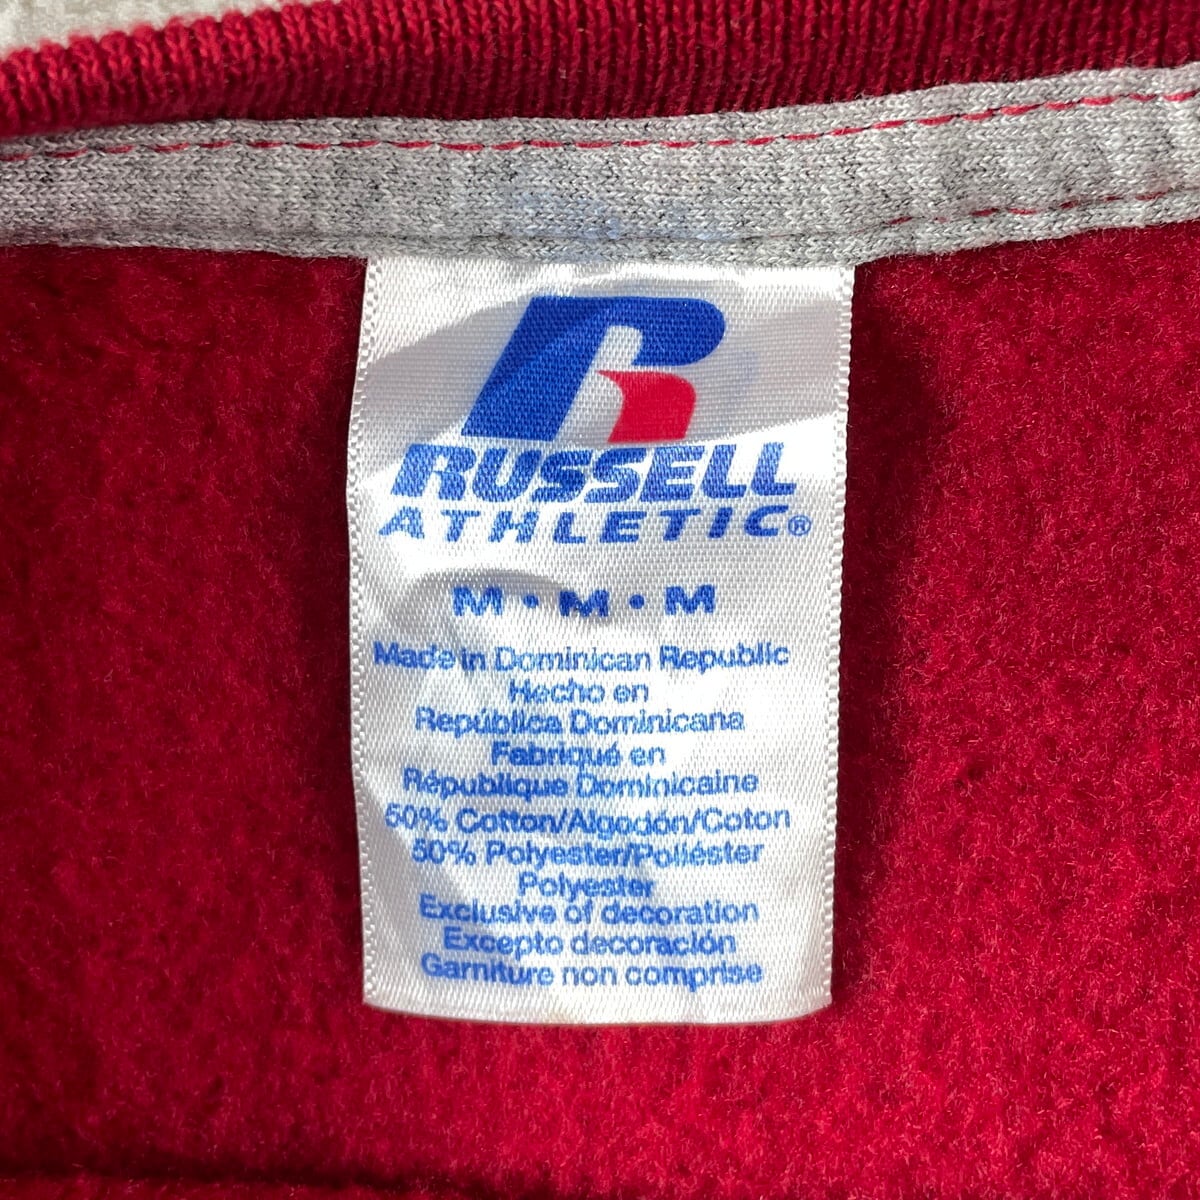 RUSSELL
ATHLETIC®
M • M • M
Made in Dominican Republic
Hecho en
República Dominicana
Fabriqué en
République Dominicaine
50% Cotton/Algodón/Coton
50% Polyester/Poliéster
Polyester
Exclusive of decoration
Excepto decoración
Garniture non comprise